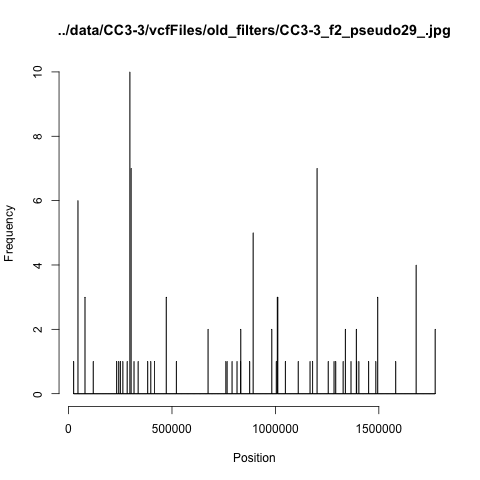 ../data/CC3-3/vcfFiles/old_filters/CC3-3_f2_pseudo29_.jpg
Frequency
10
8
6
4
2
0
0 500000 1000000 1500000
Position